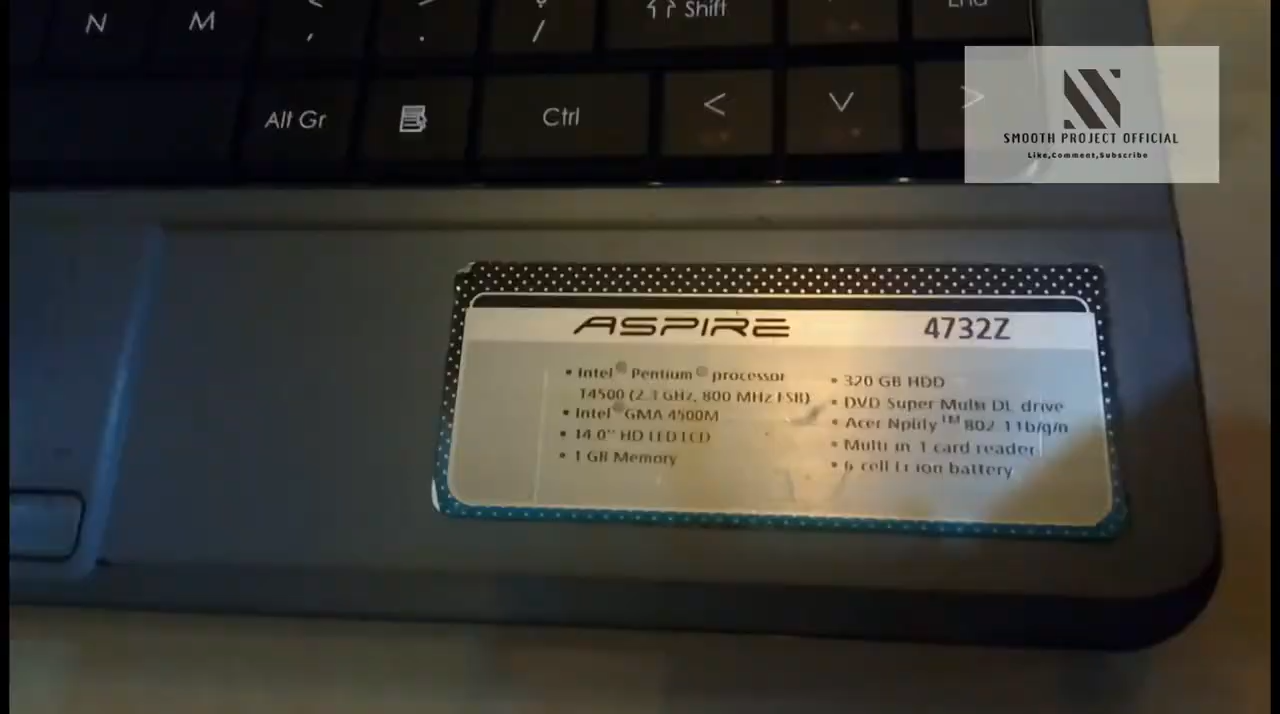 N M < , > . ? / Shift End
Alt Gr Ctrl < V >
SMOOTH PROJECT OFFICIAL
Like,Comment,Subscribe
ASPIRE 4732Z
• Intel® Pentium® processor
T4500 (2.3 GHz, 800 MHz FSB)
• Intel® GMA 4500M
• 14.0" HD LED LCD
• 1 GB Memory
• 320 GB HDD
• DVD Super Multi DL drive
• Acer Nplify™ 802.11b/g/n
• Multi-in-1 card reader
• 6-cell Li-ion battery